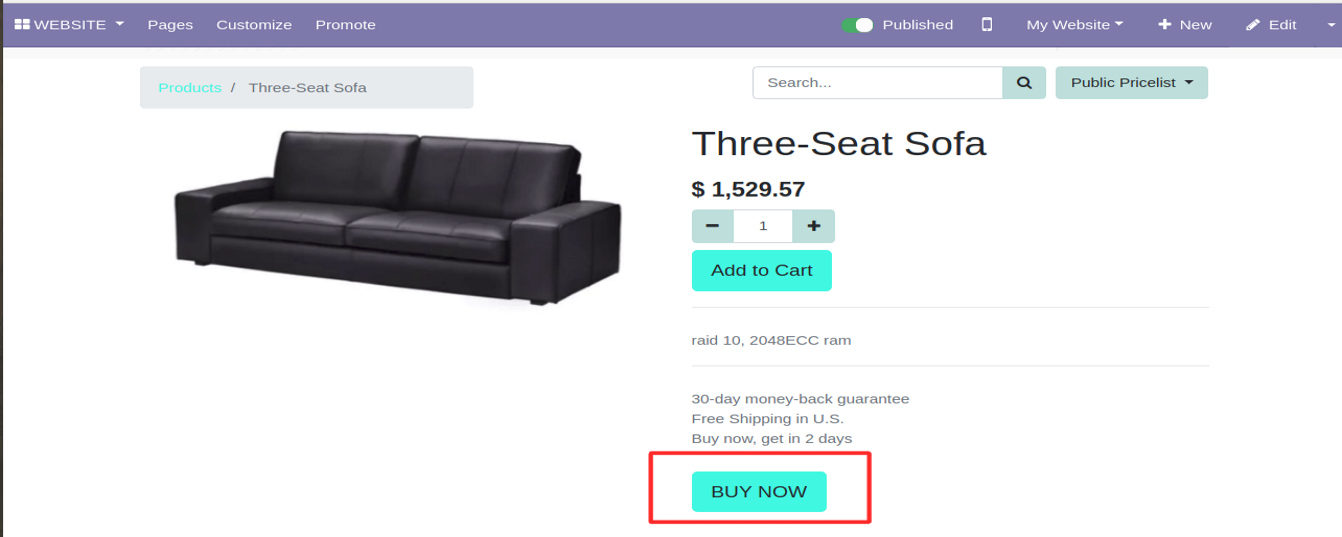 WEBSITE Pages Customize Promote Published My Website New Edit
Products / Three-Seat Sofa Search... Public Pricelist
Three-Seat Sofa
$ 1,529.57
1
Add to Cart
raid 10, 2048ECC ram
30-day money-back guarantee
Free Shipping in U.S.
Buy now, get in 2 days
BUY NOW